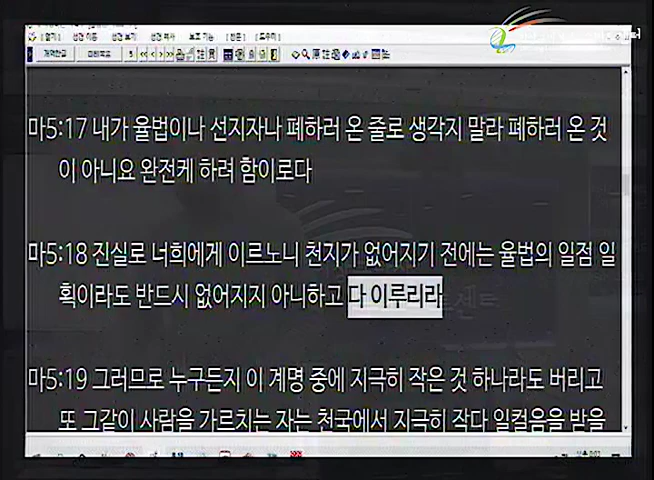 개역한글
마5:17 내가 율법이나 선지자나 폐하러 온 줄로 생각지 말라 폐하러 온 것
이 아니요 완전케 하려 함이로다
마5:18 진실로 너희에게 이르노니 천지가 없어지기 전에는 율법의 일점 일
획이라도 반드시 없어지지 아니하고 다 이루리라
마5:19 그러므로 누구든지 이 계명 중에 지극히 작은 것 하나라도 버리고
또 그같이 사람을 가르치는 자는 천국에서 지극히 작다 일컬음을 받을